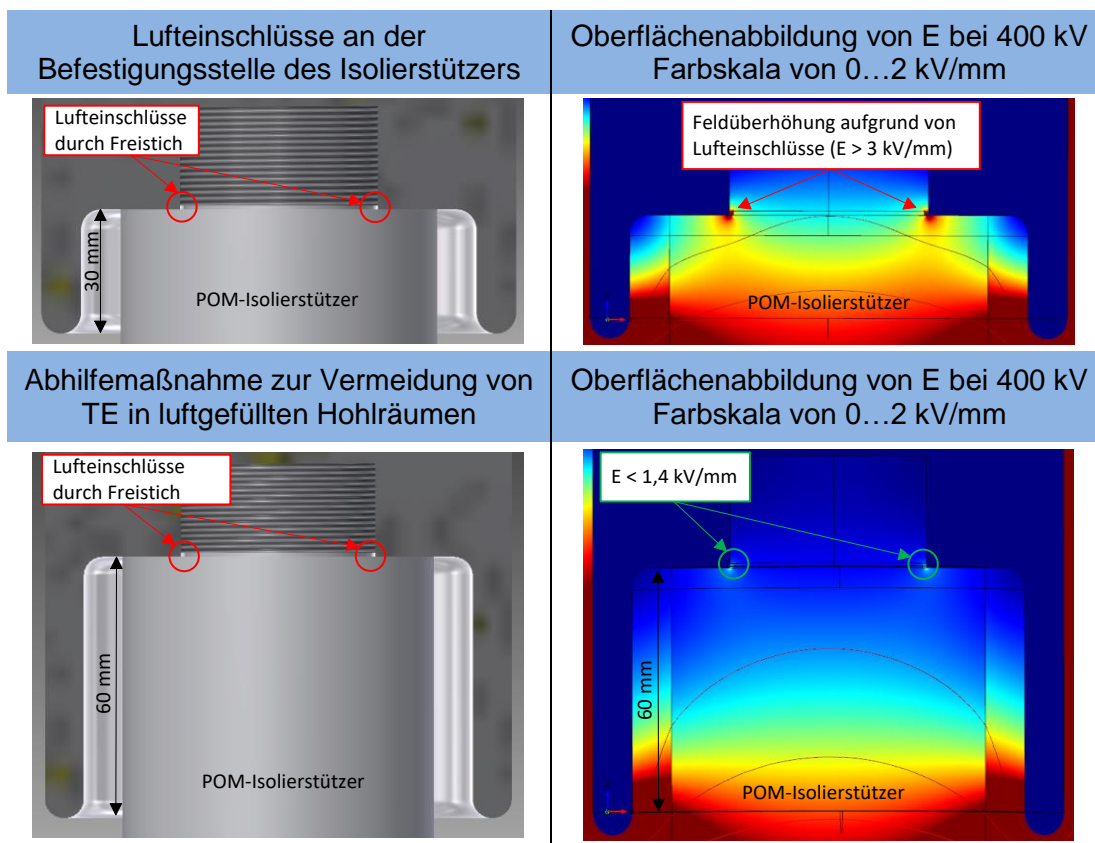 Lufteinschlüsse an der
Befestigungsstelle des Isolierstützers
Oberflächenabbildung von E bei 400 kV
Farbskala von 0…2 kV/mm
Lufteinschlüsse
durch Freistich
30 mm
POM-Isolierstützer
Feldüberhöhung aufgrund von
Lufteinschlüsse (E > 3 kV/mm)
POM-Isolierstützer
Abhilfemaßnahme zur Vermeidung von
TE in luftgefüllten Hohlräumen
Oberflächenabbildung von E bei 400 kV
Farbskala von 0…2 kV/mm
Lufteinschlüsse
durch Freistich
60 mm
POM-Isolierstützer
E < 1,4 kV/mm
60 mm
POM-Isolierstützer